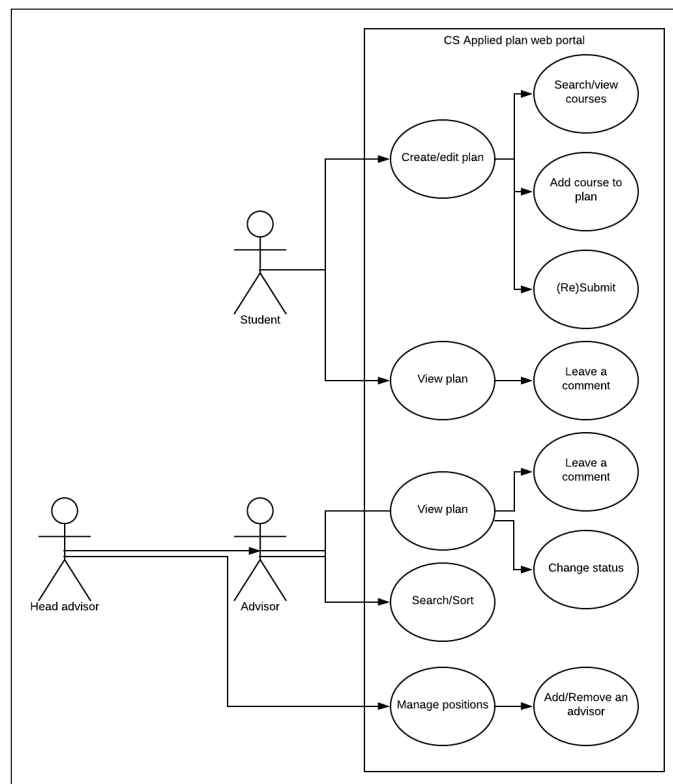 CS Applied plan web portal
Search/view
courses
Create/edit plan
Add course to
plan
(Re)Submit
Student
View plan
Leave a
comment
Leave a
comment
View plan
Change status
Head advisor
Advisor
Search/Sort
Manage positions
Add/Remove an
advisor